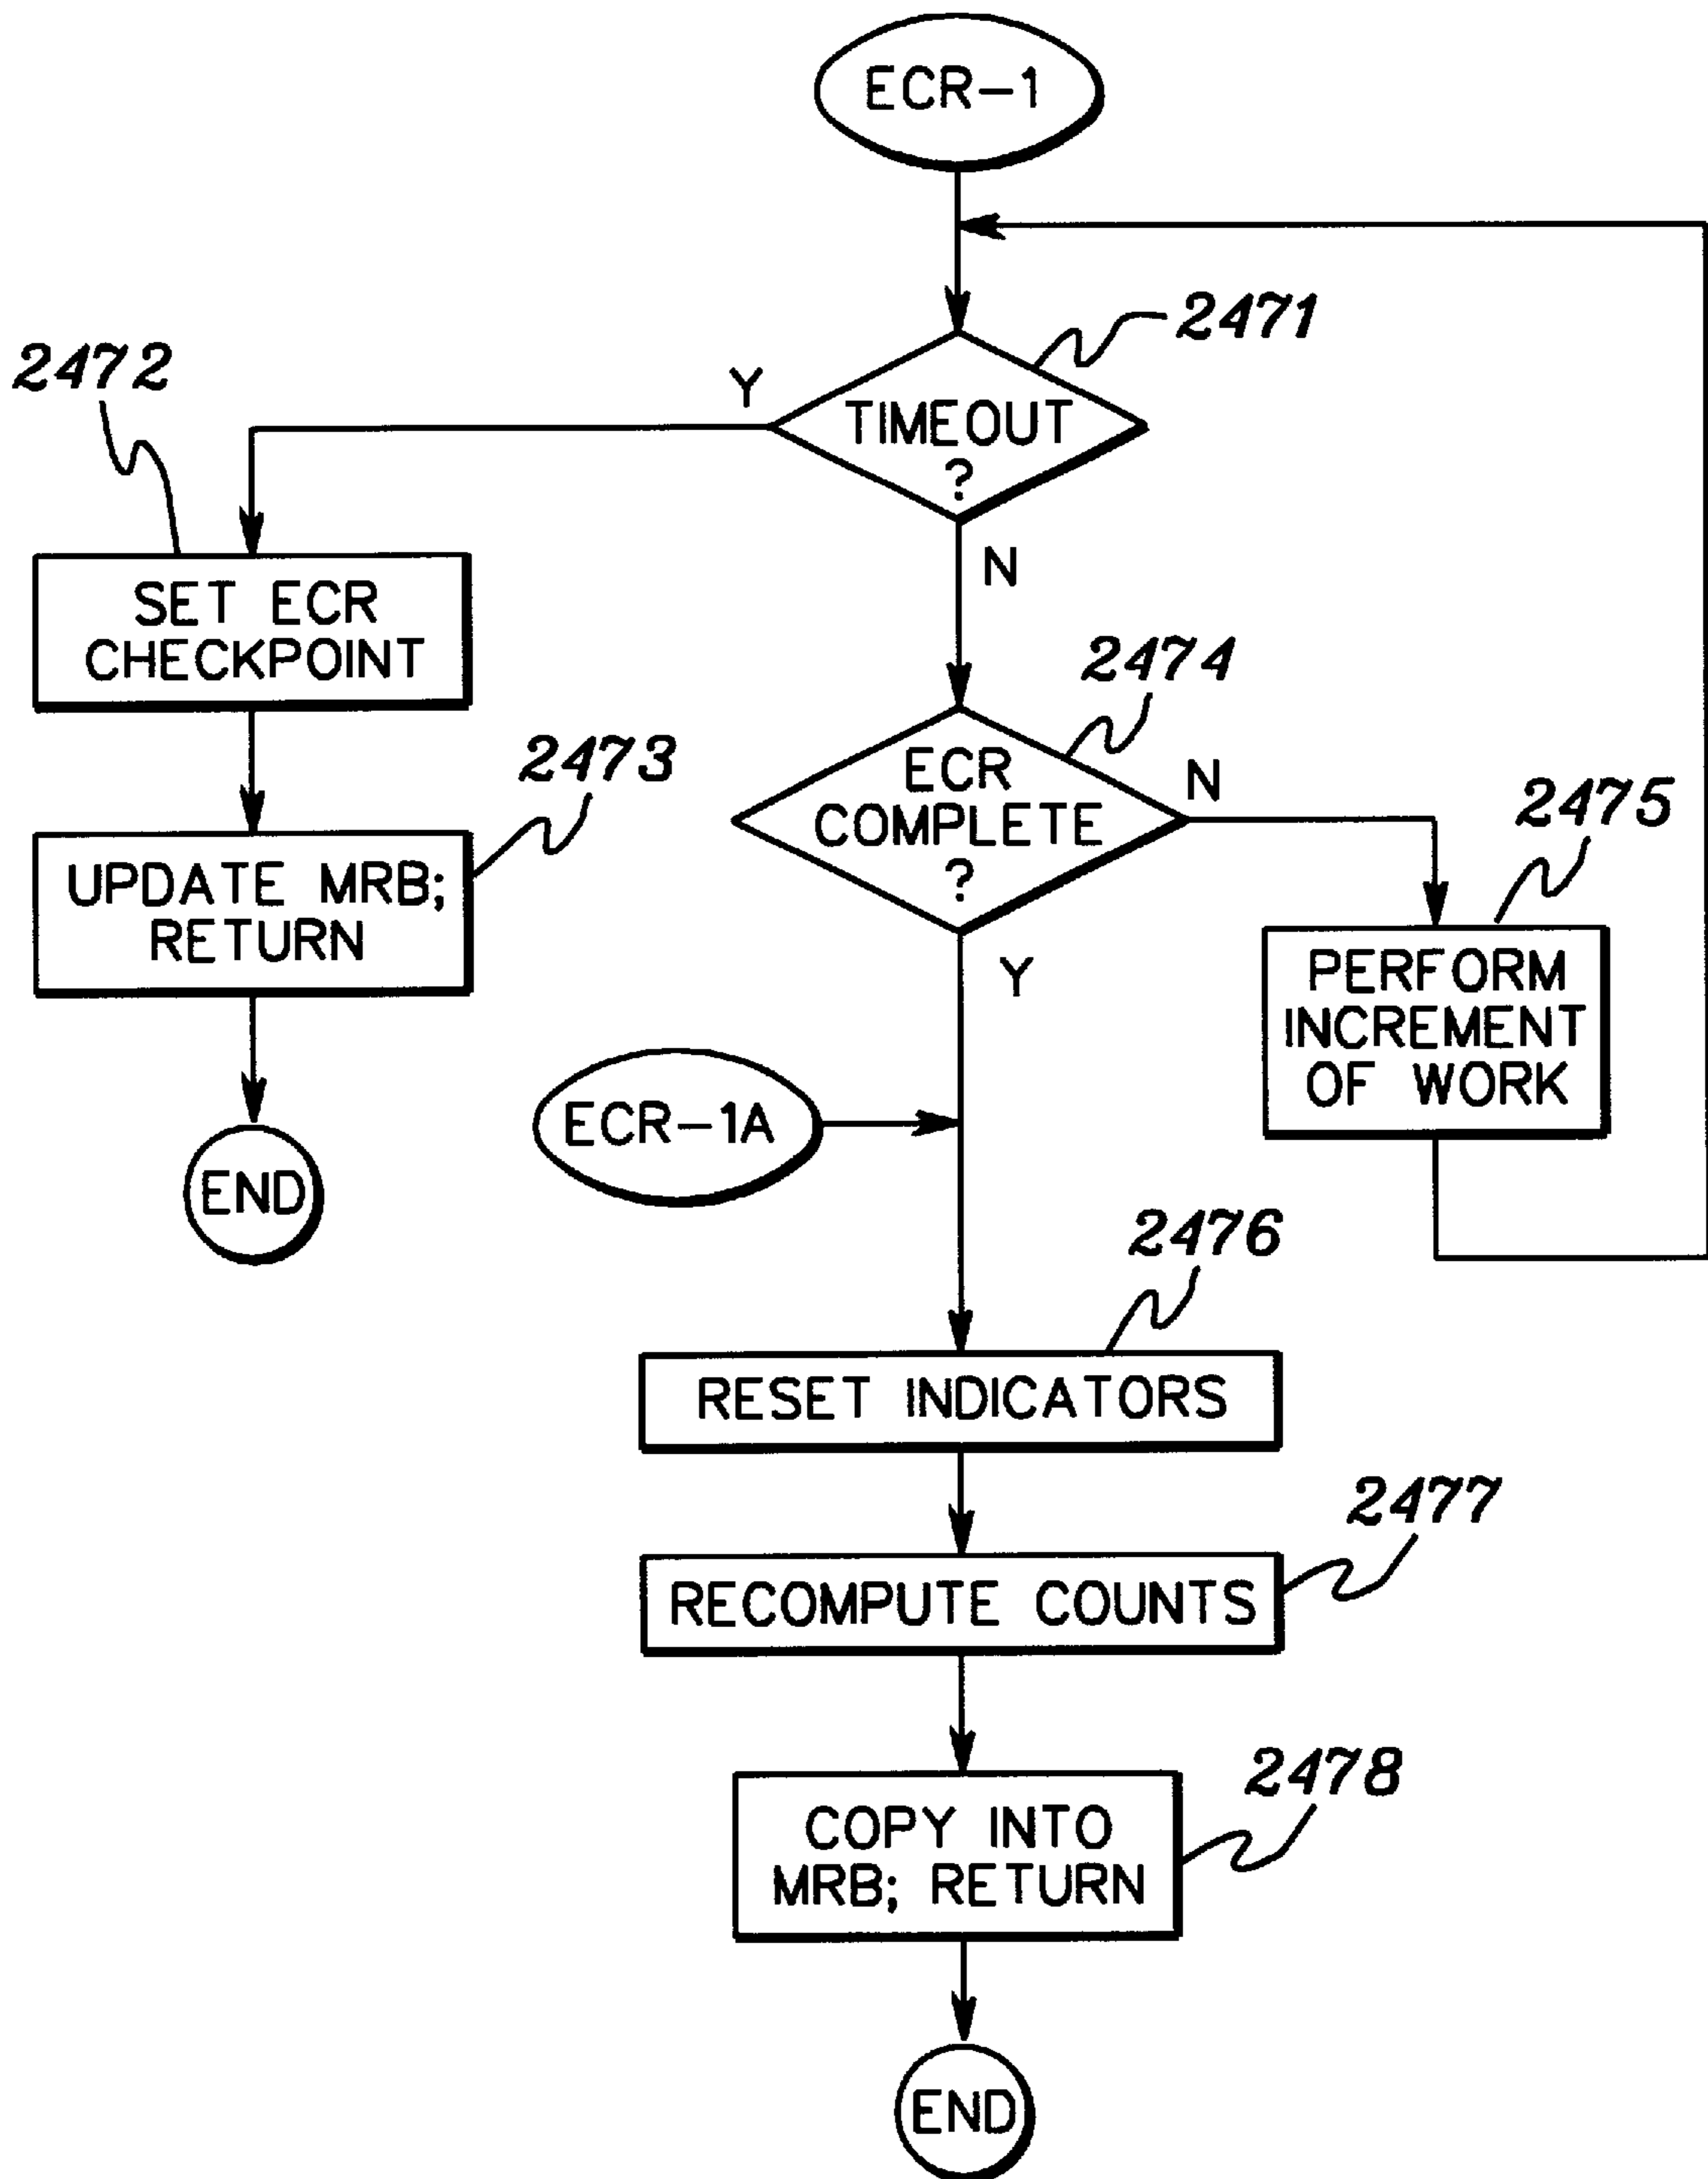 ECR-1
2471
2472
Y
TIMEOUT
?
N
SET ECR
CHECKPOINT
2474
2473
ECR
COMPLETE
?
N
2475
UPDATE MRB;
RETURN
Y
PERFORM
INCREMENT
OF WORK
ECR-1A
END
2476
RESET INDICATORS
2477
RECOMPUTE COUNTS
2478
COPY INTO
MRB; RETURN
END